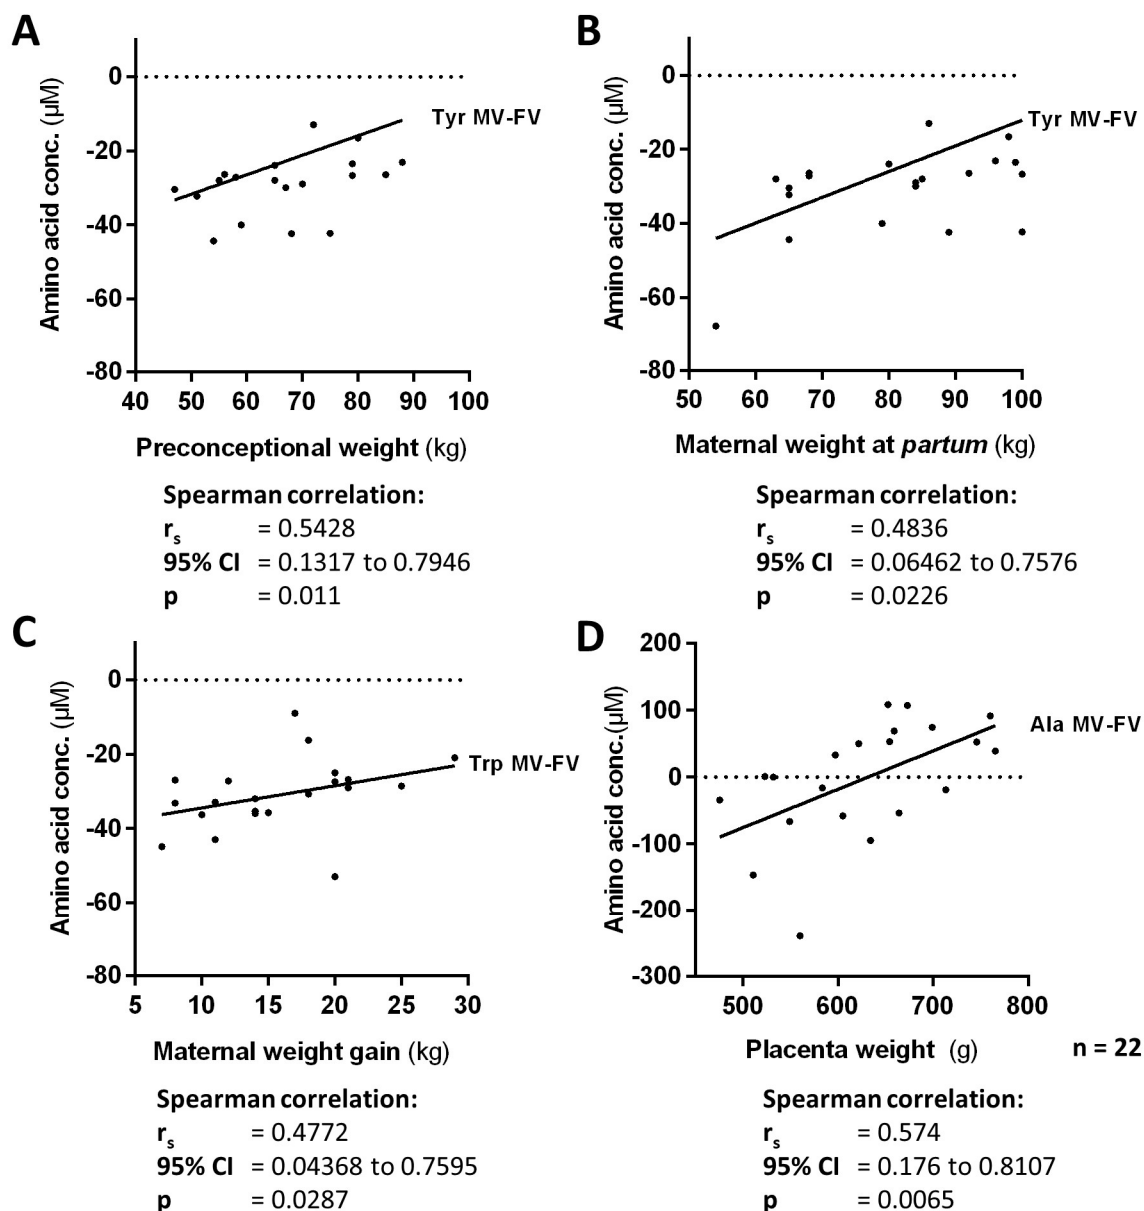 A
Amino acid conc. (µM)
0
-20
-40
-60
-80
Tyr MV-FV
40 50 60 70 80 90 100
Preconceptional weight (kg)
Spearman correlation:
rs = 0.5428
95% CI = 0.1317 to 0.7946
p = 0.011
B
Amino acid conc. (µM)
0
-20
-40
-60
-80
Tyr MV-FV
50 60 70 80 90 100
Maternal weight at partum (kg)
Spearman correlation:
rs = 0.4836
95% CI = 0.06462 to 0.7576
p = 0.0226
C
Amino acid conc. (µM)
0
-20
-40
-60
-80
Trp MV-FV
5 10 15 20 25 30
Maternal weight gain (kg)
Spearman correlation:
rs = 0.4772
95% CI = 0.04368 to 0.7595
p = 0.0287
D
Amino acid conc.(µM)
200
100
0
-100
-200
-300
Ala MV-FV
500 600 700 800
Placenta weight (g)
n = 22
Spearman correlation:
rs = 0.574
95% CI = 0.176 to 0.8107
p = 0.0065